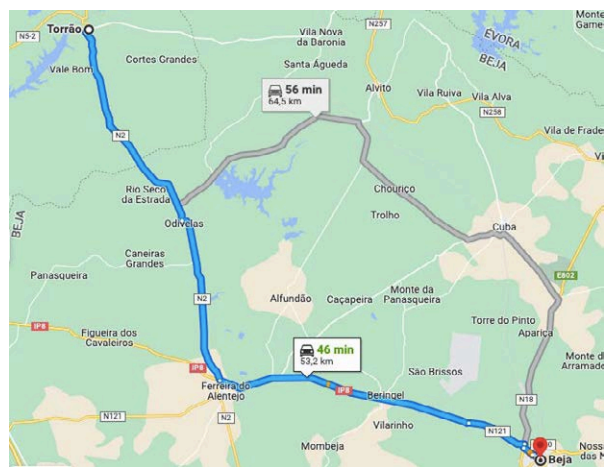 N257
Monte
Game
ÉVORA
BEJA
Torrão
N5-2
Vila Nova
da Baronia
Cortes Grandes
Santa Águeda
Vale Bom
56 min
64,5 km
Alvito
Vila Ruiva
Vila Alva
N258
N2
Vila de Frade
Rio Seco
da Estrada
Chouriço
Trolho
Odivelas
BEJA
Cuba
Caneiras
Grandes
Panasqueira
E802
N2
Alfundão
Caçapeira
Monte da
Panasqueira
Torre do Pinto
Apariça
IP8
Figueira dos
Cavaleiros
46 min
53,2 km
Monte d
Arramade
IP8
São Brissos
Ferreira do
Alentejo
IP8
Beringel
N18
N121
N2
Vilarinho
N121
Mombeja
Beja
Nossa
das N